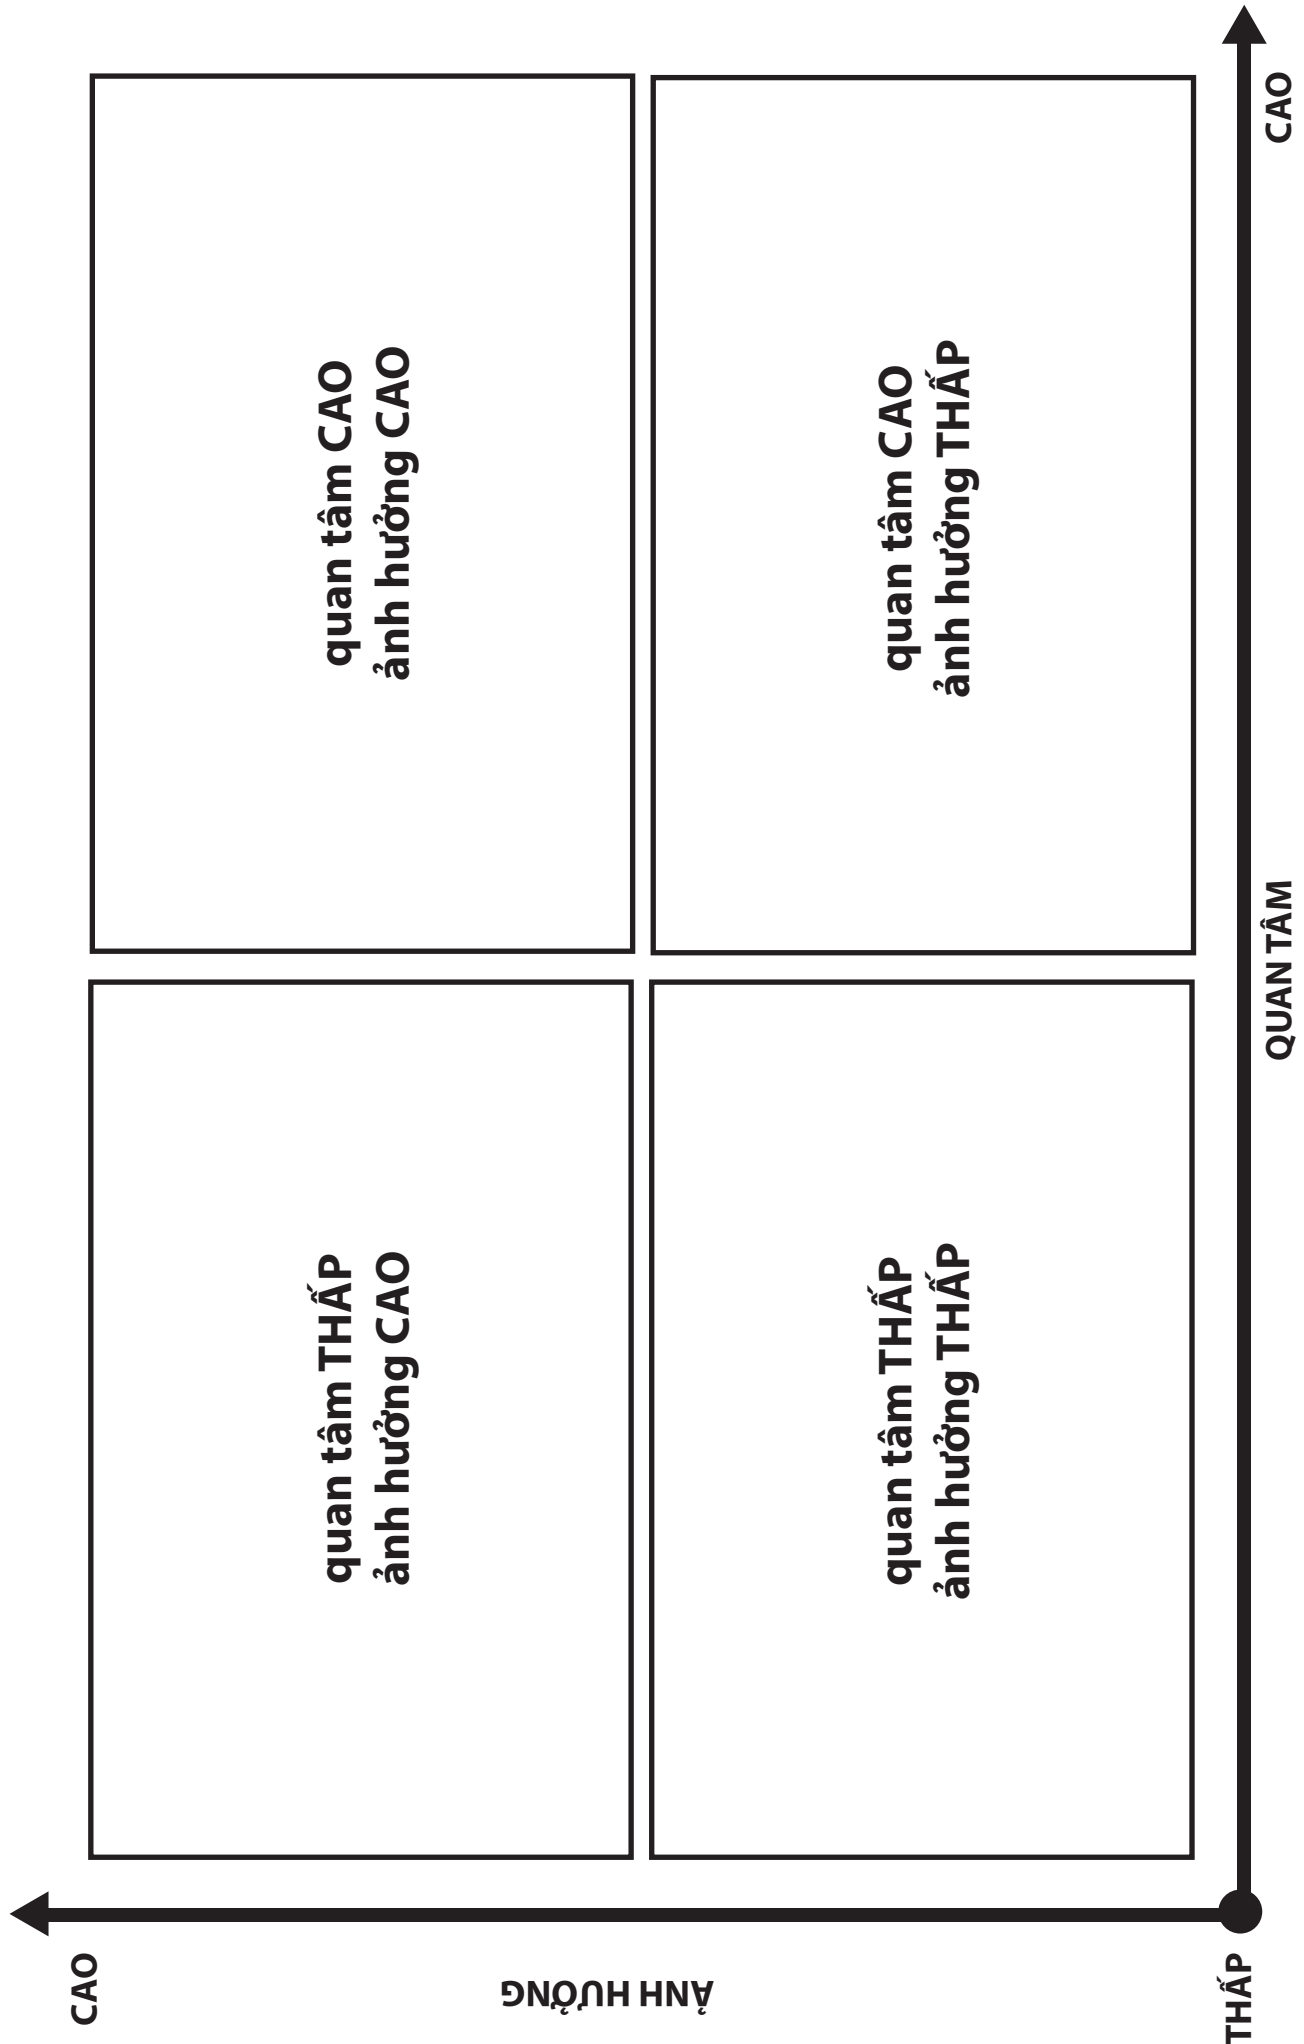 CAO
ẢNH HƯỞNG
THẤP
quan tâm THẤP
ảnh hưởng CAO
quan tâm CAO
ảnh hưởng CAO
quan tâm THẤP
ảnh hưởng THẤP
quan tâm CAO
ảnh hưởng THẤP
QUAN TÂM
CAO